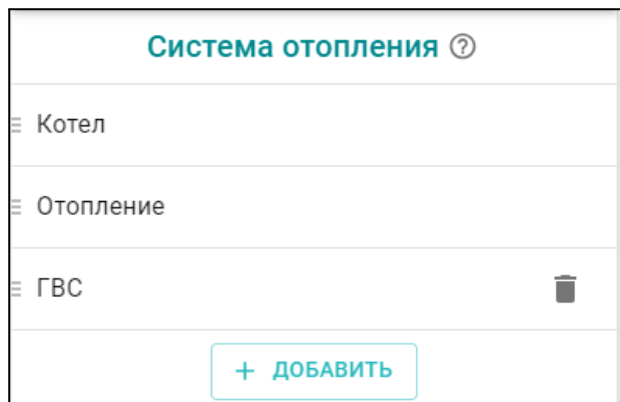 Система отопления ?
Котел
Отопление
ГВС
+ ДОБАВИТЬ